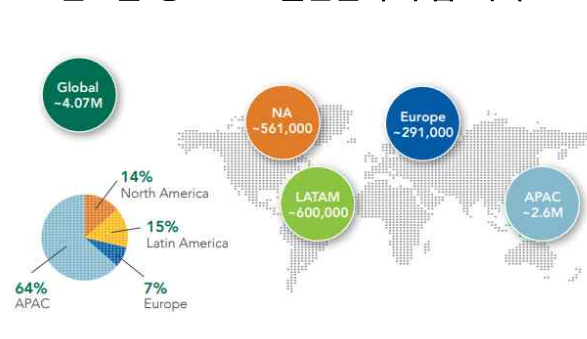 Global
~4.07M
NA
~561,000
Europe
~291,000
LATAM
~600,000
APAC
~2.6M
14%
North America
15%
Latin America
64%
APAC
7%
Europe